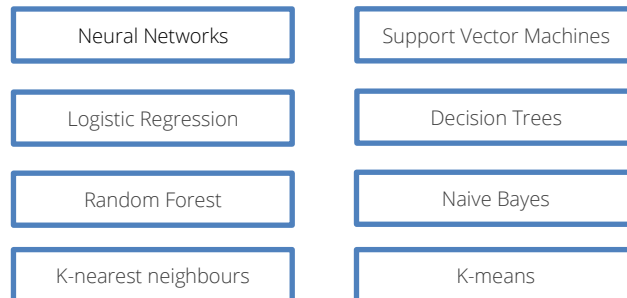 Neural Networks
Support Vector Machines
Logistic Regression
Decision Trees
Random Forest
Naive Bayes
K-nearest neighbours
K-means